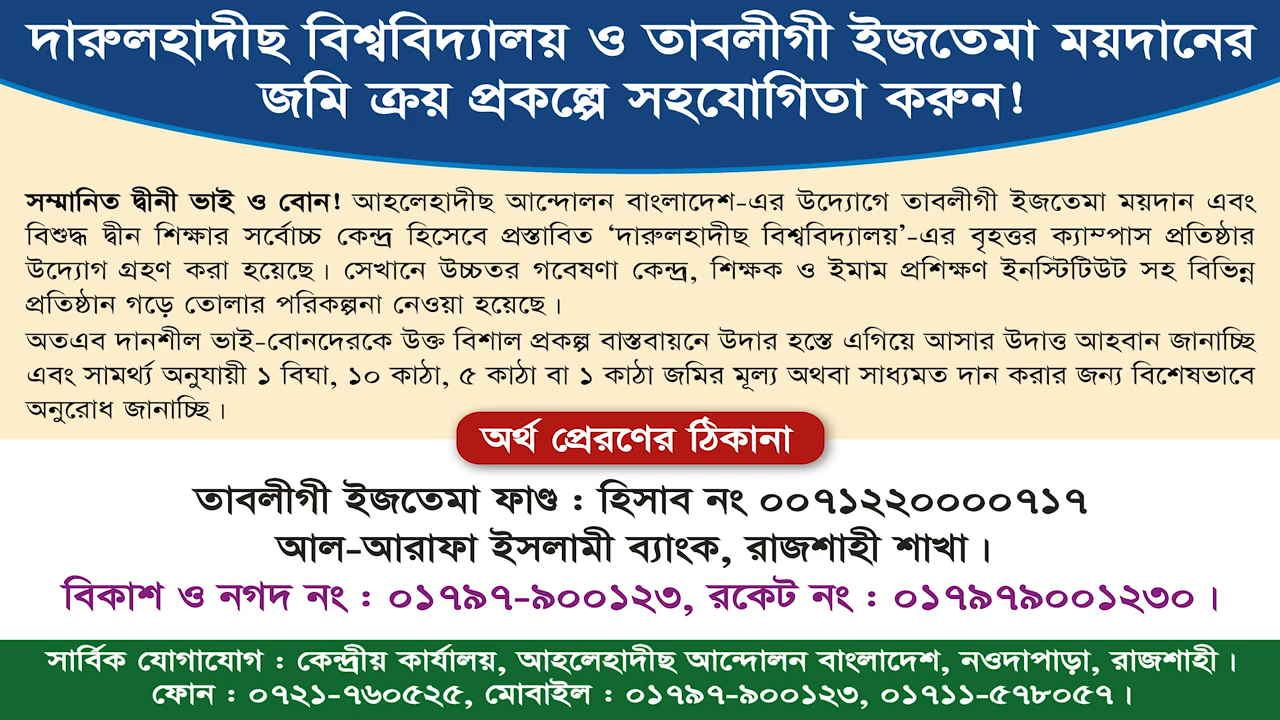 দারুলহাদীছ বিশ্ববিদ্যালয় ও তাবলীগী ইজতেমা ময়দানের
জমি ক্রয় প্রকল্পে সহযোগিতা করুন!
সম্মানিত দ্বীনী ভাই ও বোন! আহলেহাদীছ আন্দোলন বাংলাদেশ-এর উদ্যোগে তাবলীগী ইজতেমা ময়দান এবং
বিশুদ্ধ দ্বীন শিক্ষার সর্বোচ্চ কেন্দ্র হিসেবে প্রস্তাবিত ‘দারুলহাদীছ বিশ্ববিদ্যালয়’-এর বৃহত্তর ক্যাম্পাস প্রতিষ্ঠার
উদ্যোগ গ্রহণ করা হয়েছে। সেখানে উচ্চতর গবেষণা কেন্দ্র, শিক্ষক ও ইমাম প্রশিক্ষণ ইনস্টিটিউট সহ বিভিন্ন
প্রতিষ্ঠান গড়ে তোলার পরিকল্পনা নেওয়া হয়েছে।
অতএব দানশীল ভাই-বোনদেরকে উক্ত বিশাল প্রকল্প বাস্তবায়নে উদার হস্তে এগিয়ে আসার উদাত্ত আহবান জানাচ্ছি
এবং সামর্থ্য অনুযায়ী ১ বিঘা, ১০ কাঠা, ৫ কাঠা বা ১ কাঠা জমির মূল্য অথবা সাধ্যমত দান করার জন্য বিশেষভাবে
অনুরোধ জানাচ্ছি।
অর্থ প্রেরণের ঠিকানা
তাবলীগী ইজতেমা ফাণ্ড : হিসাব নং ০০৭১২২০০০০৭১৭
আল-আরাফা ইসলামী ব্যাংক, রাজশাহী শাখা।
বিকাশ ও নগদ নং : ০১৭৯৭-৯০০১২৩, রকেট নং : ০১৭৯৭৯০০১২৩০।
সার্বিক যোগাযোগ : কেন্দ্রীয় কার্যালয়, আহলেহাদীছ আন্দোলন বাংলাদেশ, নওদাপাড়া, রাজশাহী।
ফোন : ০৭২১-৭৬০৫২৫, মোবাইল : ০১৭৯৭-৯০০১২৩, ০১৭১১-৫৭৮০৫৭।